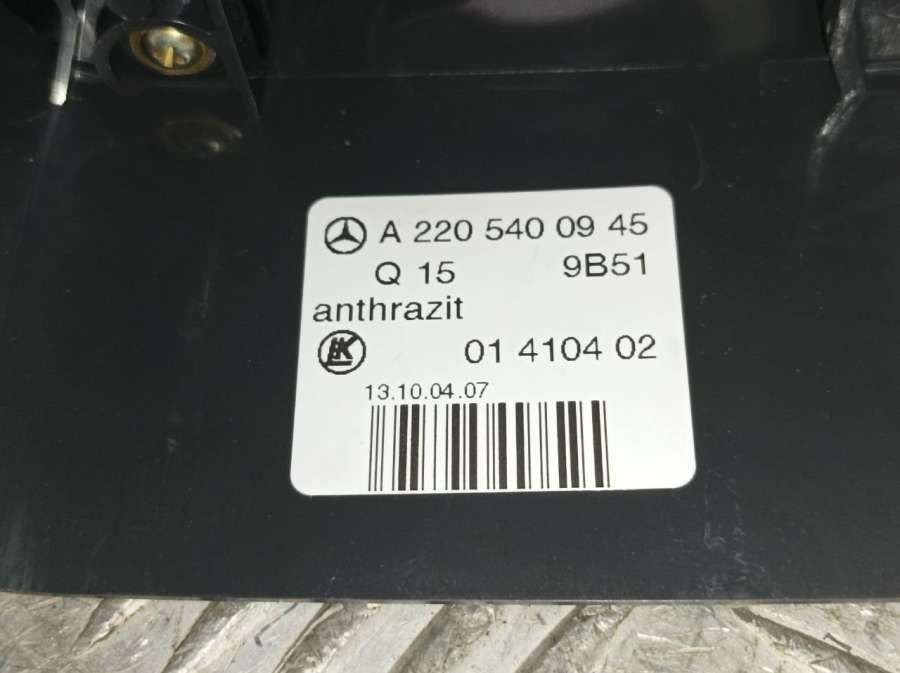 A 220 540 09 45
Q 15 9B51
anthrazit
01 4104 02
13.10.04.07